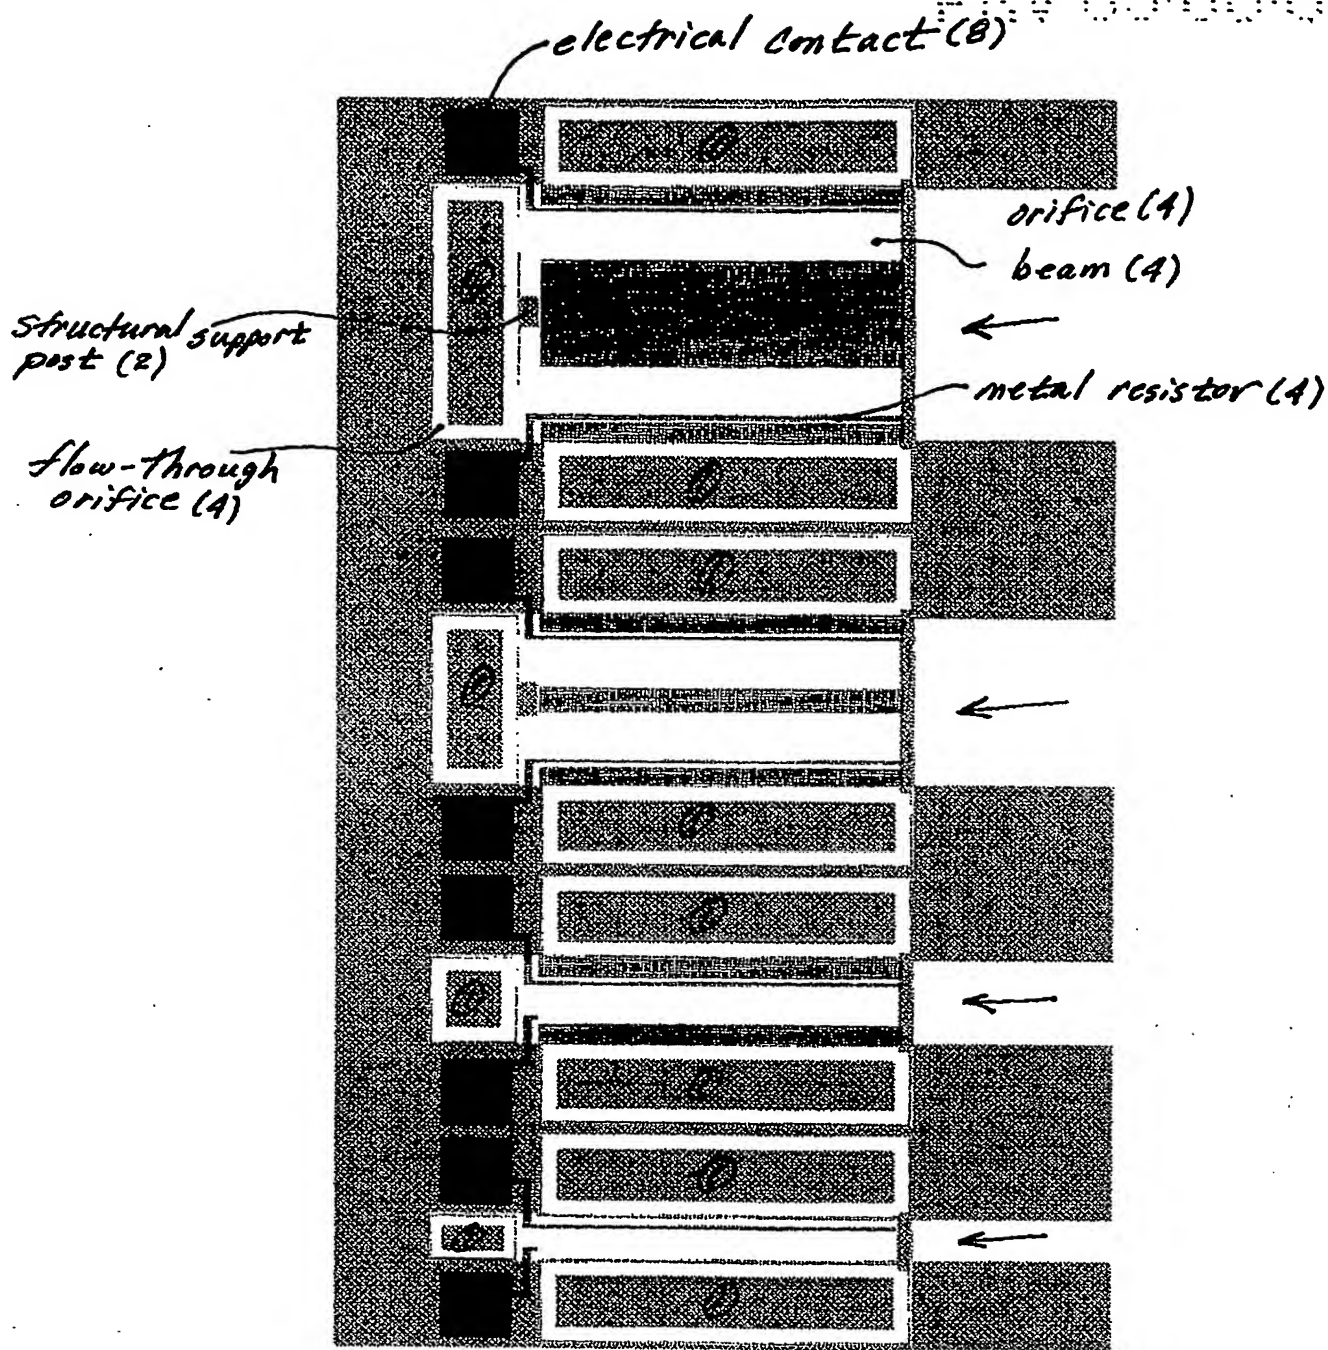 electrical contact (8)
orifice (4)
beam (4)
structural support
post (2)
metal resistor (4)
flow-through
orifice (4)